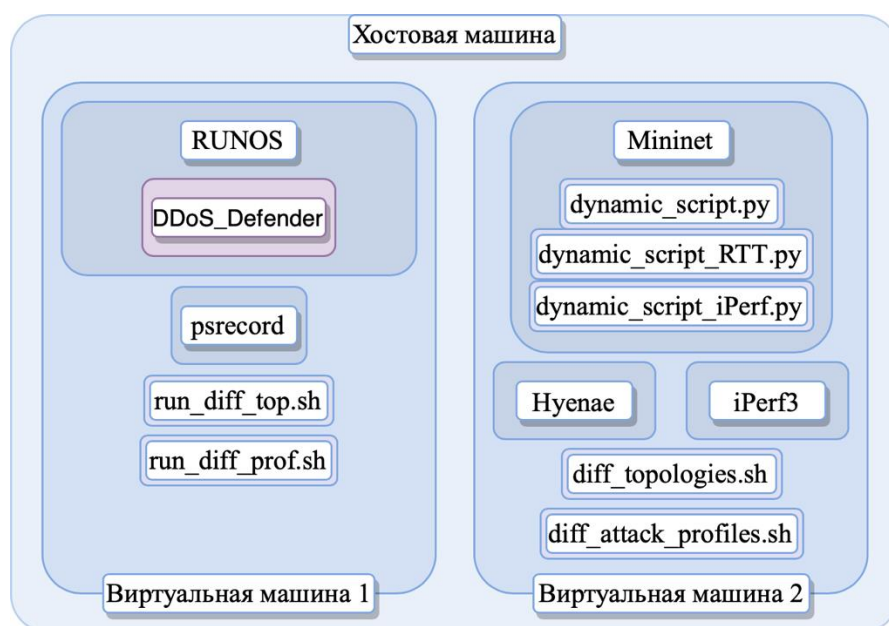 Хостовая машина
RUNOS
DDoS_Defender
psrecord
run_diff_top.sh
run_diff_prof.sh
Виртуальная машина 1
Mininet
dynamic_script.py
dynamic_script_RTT.py
dynamic_script_iPerf.py
Hyenae
iPerf3
diff_topologies.sh
diff_attack_profiles.sh
Виртуальная машина 2